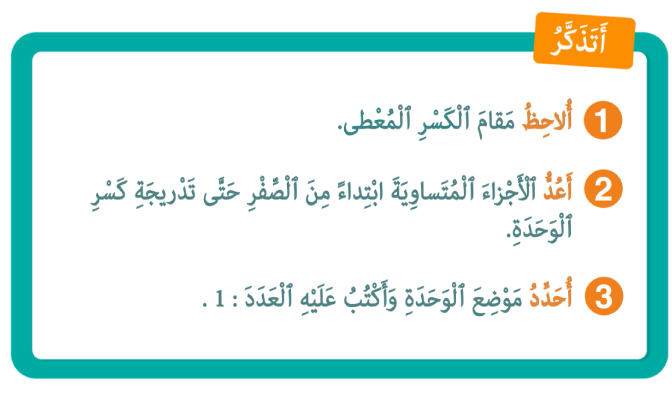 أَتَذَكَّرُ
1 أُلاحِظُ مَقامَ ٱلْكَسْرِ ٱلْمُعْطى.
2 أَعُدُّ ٱلْأَجْزاءَ ٱلْمُتَساوِيَةَ ابْتِداءً مِنَ ٱلْصِّفْرِ حَتَّى تَدْريجَةِ كَسْرِ
ٱلْوَحَدَةِ.
3 أُحَدِّدُ مَوْضِعَ ٱلْوَحَدَةِ وَأَكْتُبُ عَلَيْهِ ٱلْعَدَدَ : 1 .